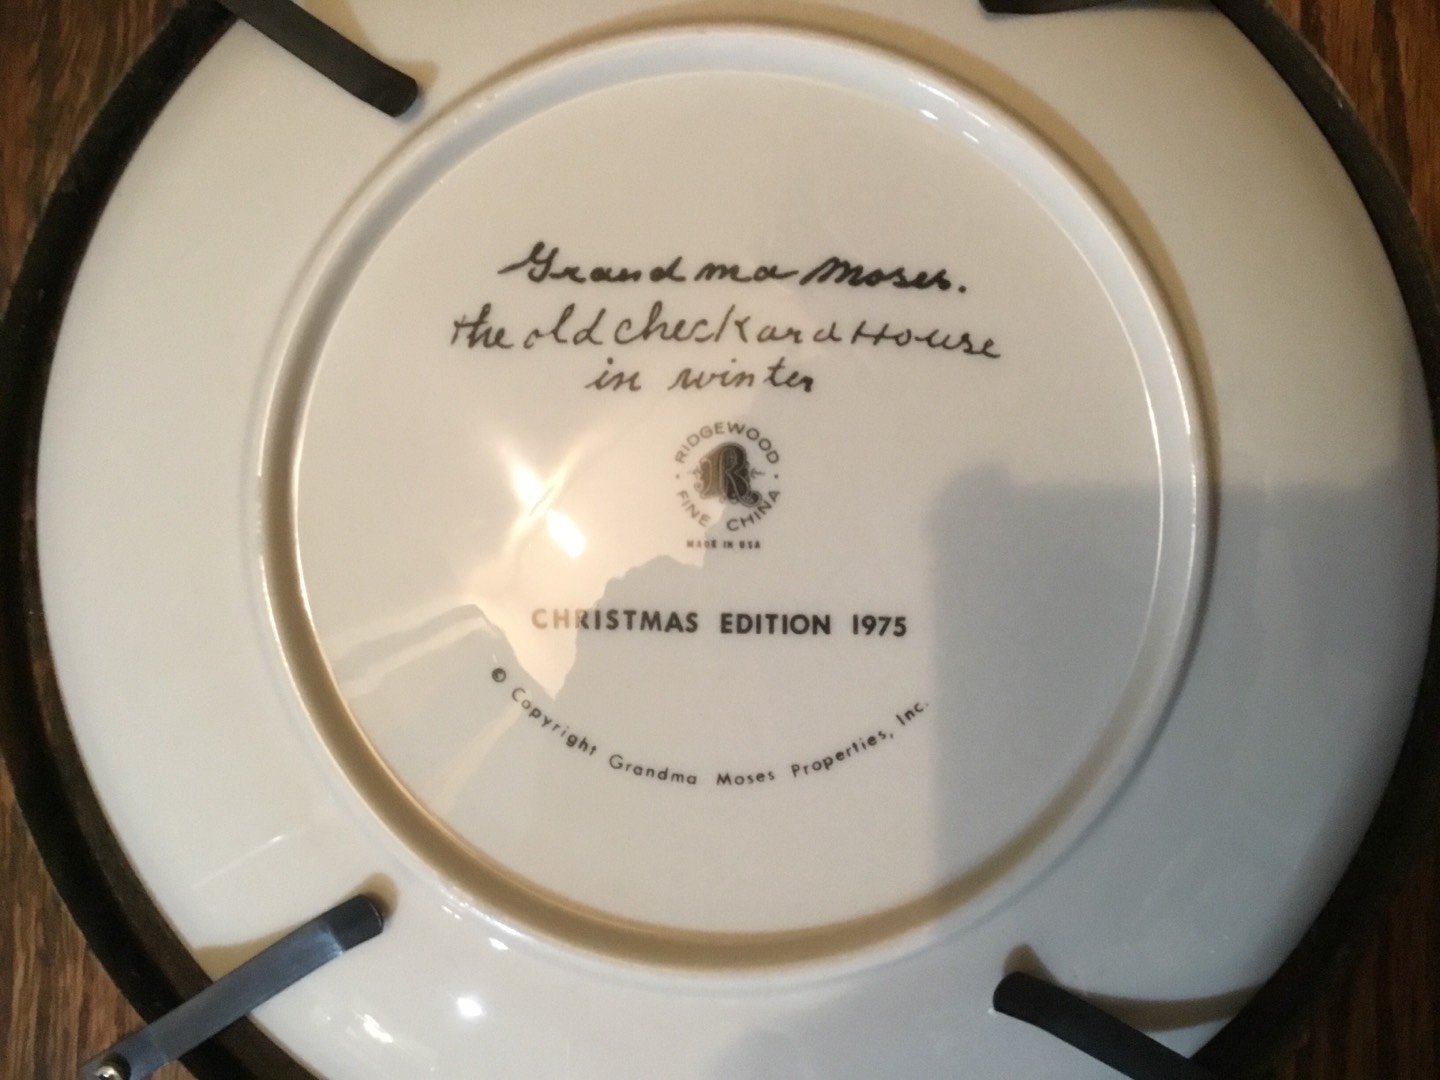 Grandma Moses.
the old checkard House
in winter
RIDGEWOOD
R
FINE CHINA
MADE IN USA
CHRISTMAS EDITION 1975
© Copyright Grandma Moses Properties, Inc.